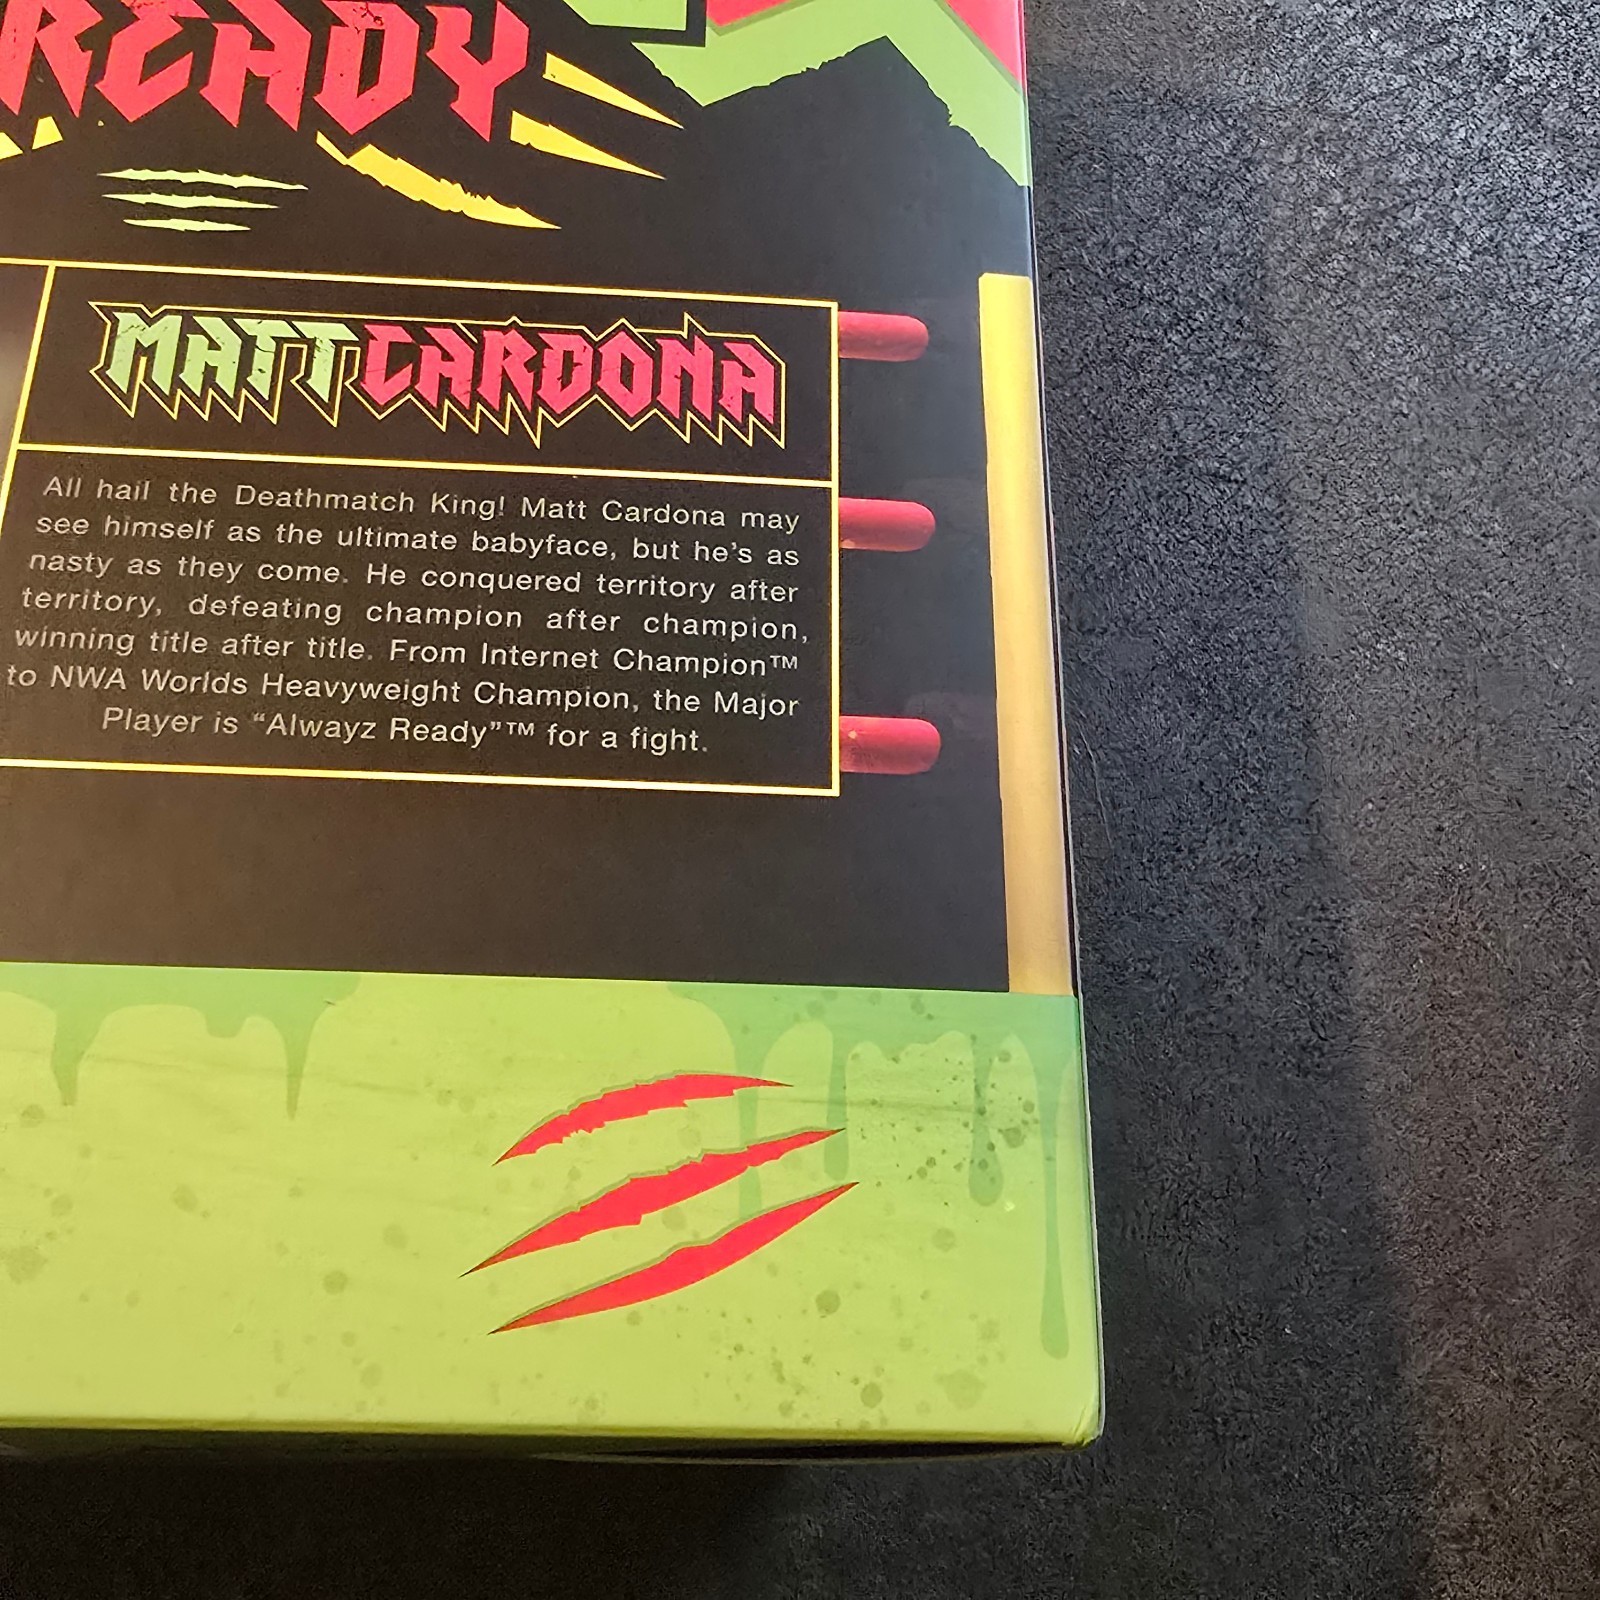 READY
MATT CARDONA
All hail the Deathmatch King! Matt Cardona may
see himself as the ultimate babyface, but he's as
nasty as they come. He conquered territory after
territory, defeating champion after champion,
winning title after title. From Internet Champion™
to NWA Worlds Heavyweight Champion, the Major
Player is “Alwayz Ready”™ for a fight.